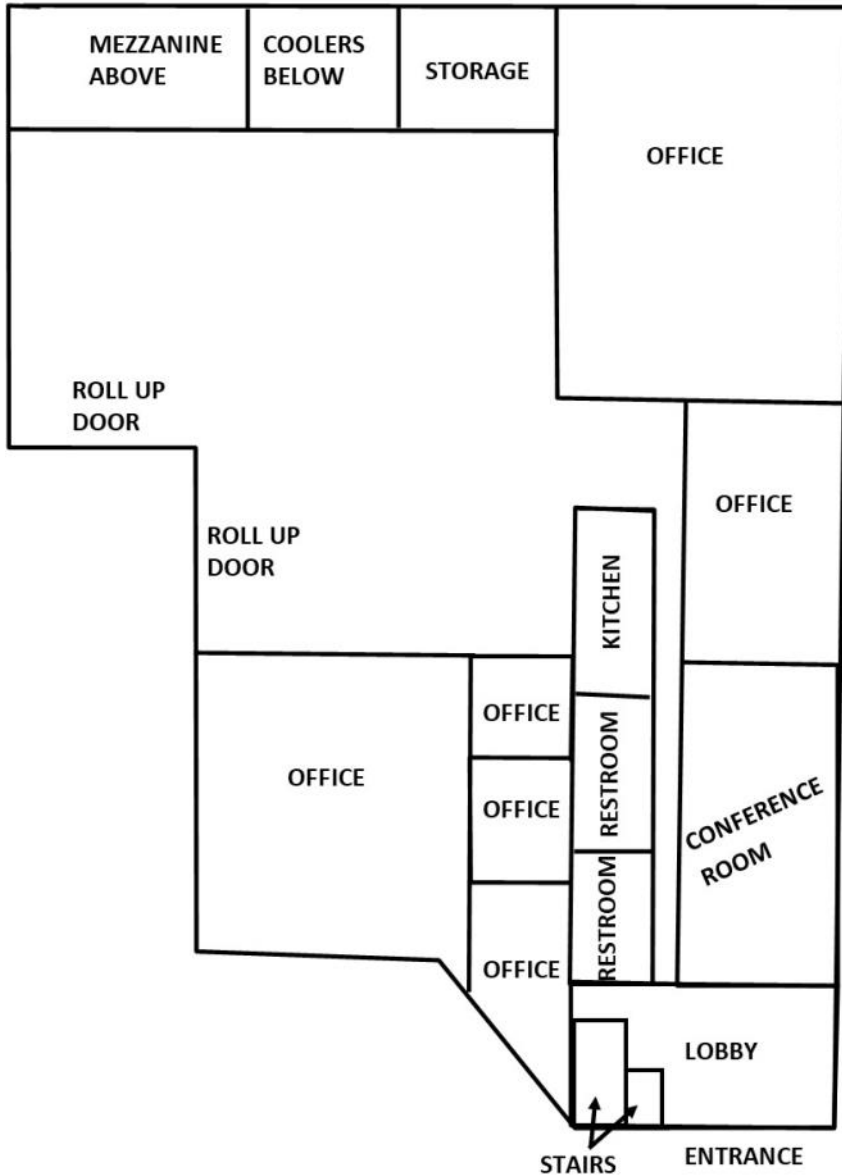 MEZZANINE
ABOVE
COOLERS
BELOW
STORAGE
OFFICE
ROLL UP
DOOR
OFFICE
ROLL UP
DOOR
KITCHEN
OFFICE
OFFICE
RESTROOM
OFFICE
CONFERENCE
ROOM
RESTROOM
OFFICE
LOBBY
STAIRS
ENTRANCE